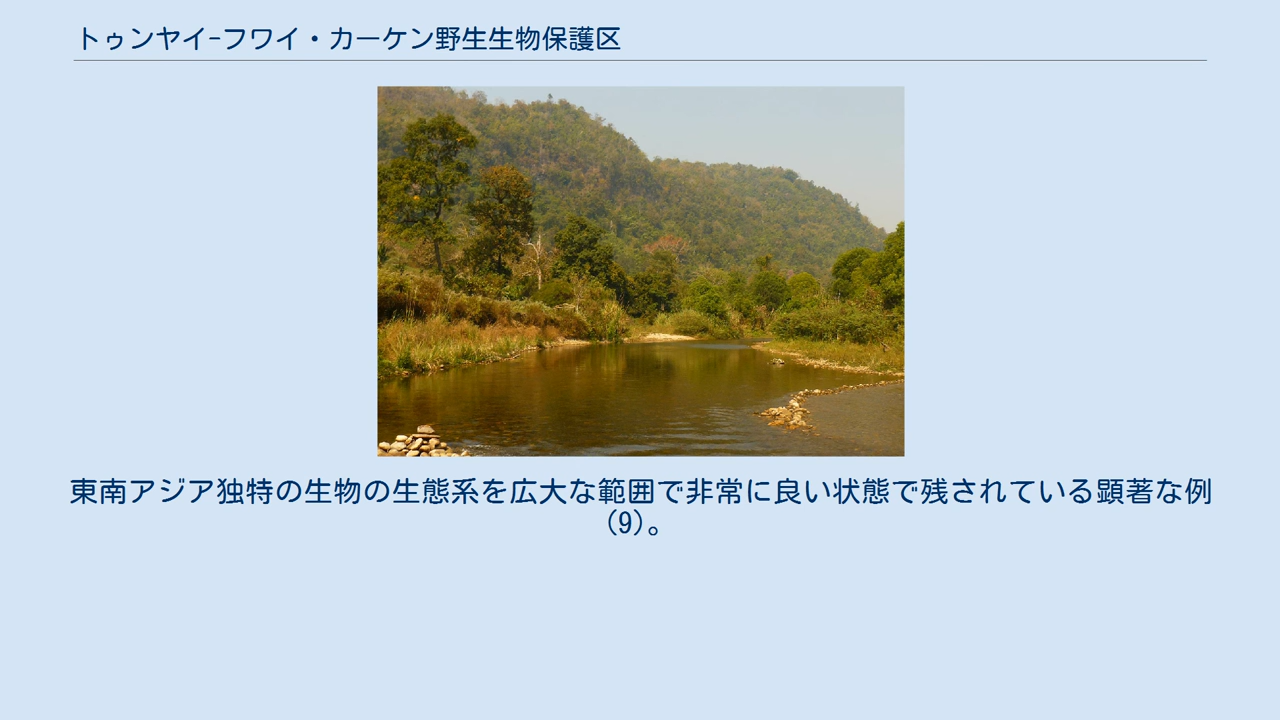 トゥンヤイ-フワイ・カーケン野生生物保護区
東南アジア独特の生物の生態系を広大な範囲で非常に良い状態で残されている顕著な例
(9)。